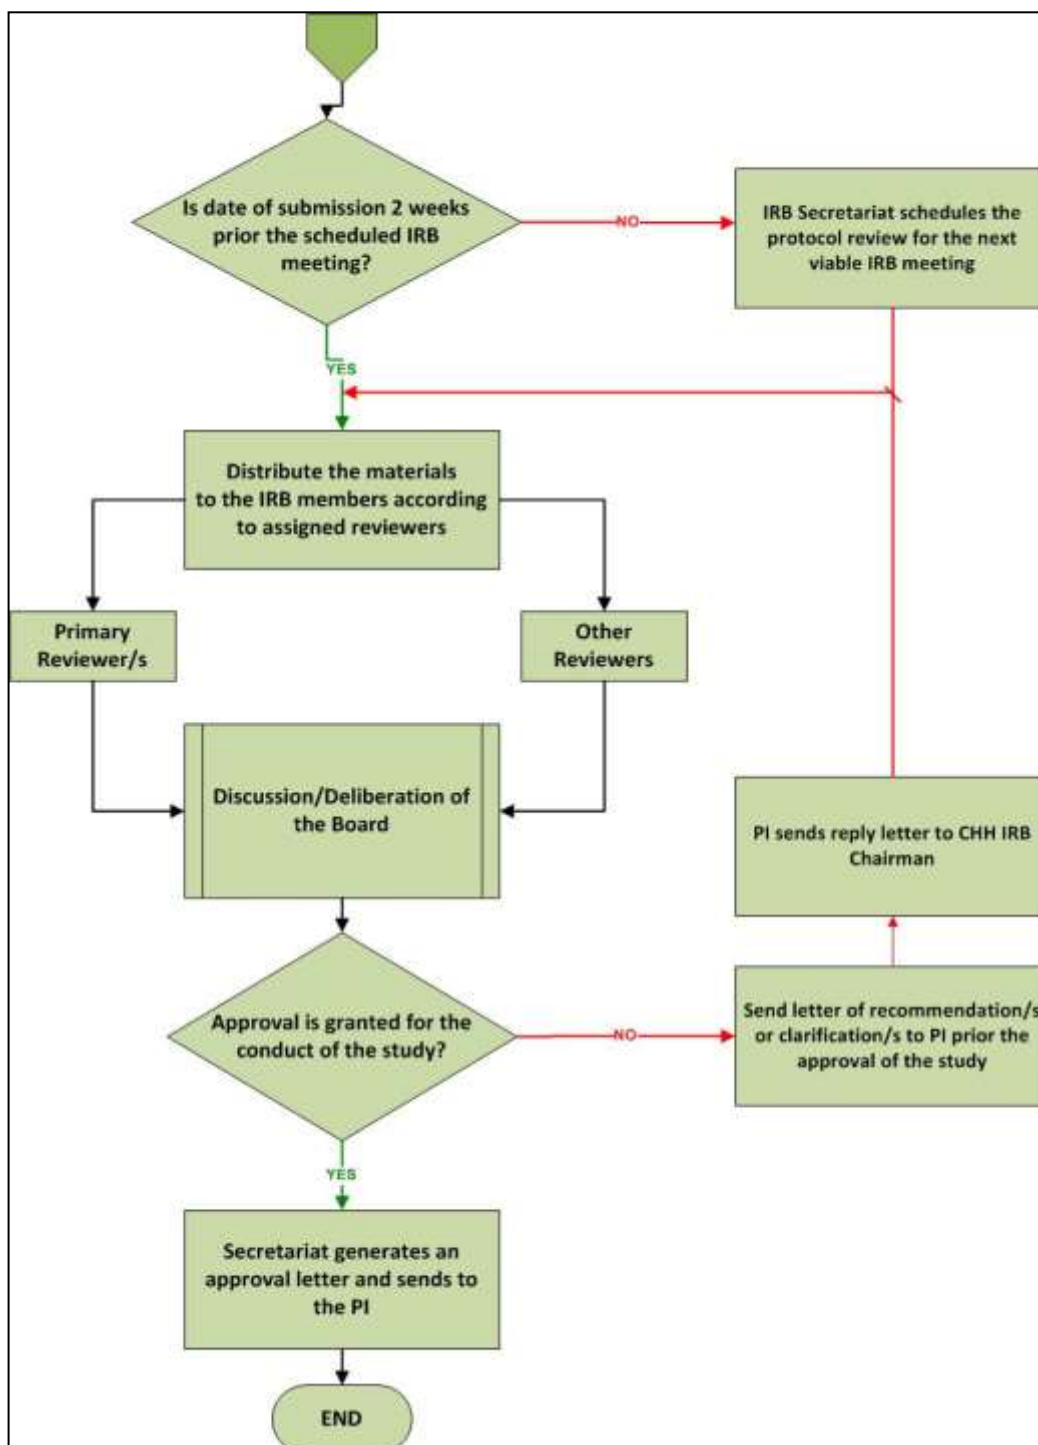 Is date of submission 2 weeks
prior the scheduled IRB
meeting?
NO
IRB Secretariat schedules the
protocol review for the next
viable IRB meeting
YES
Distribute the materials
to the IRB members according
to assigned reviewers
Primary
Reviewer/s
Other
Reviewers
Discussion/Deliberation of
the Board
PI sends reply letter to CHH IRB
Chairman
Approval is granted for the
conduct of the study?
NO
Send letter of recommendation/s
or clarification/s to PI prior the
approval of the study
YES
Secretariat generates an
approval letter and sends to
the PI
END